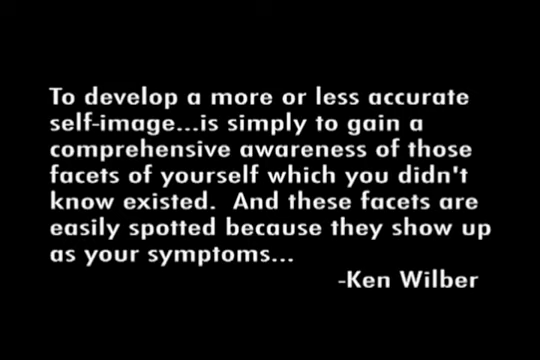 To develop a more or less accurate
self-image...is simply to gain a
comprehensive awareness of those
facets of yourself which you didn't
know existed.  And these facets are
easily spotted because they show up
as your symptoms...
-Ken Wilber